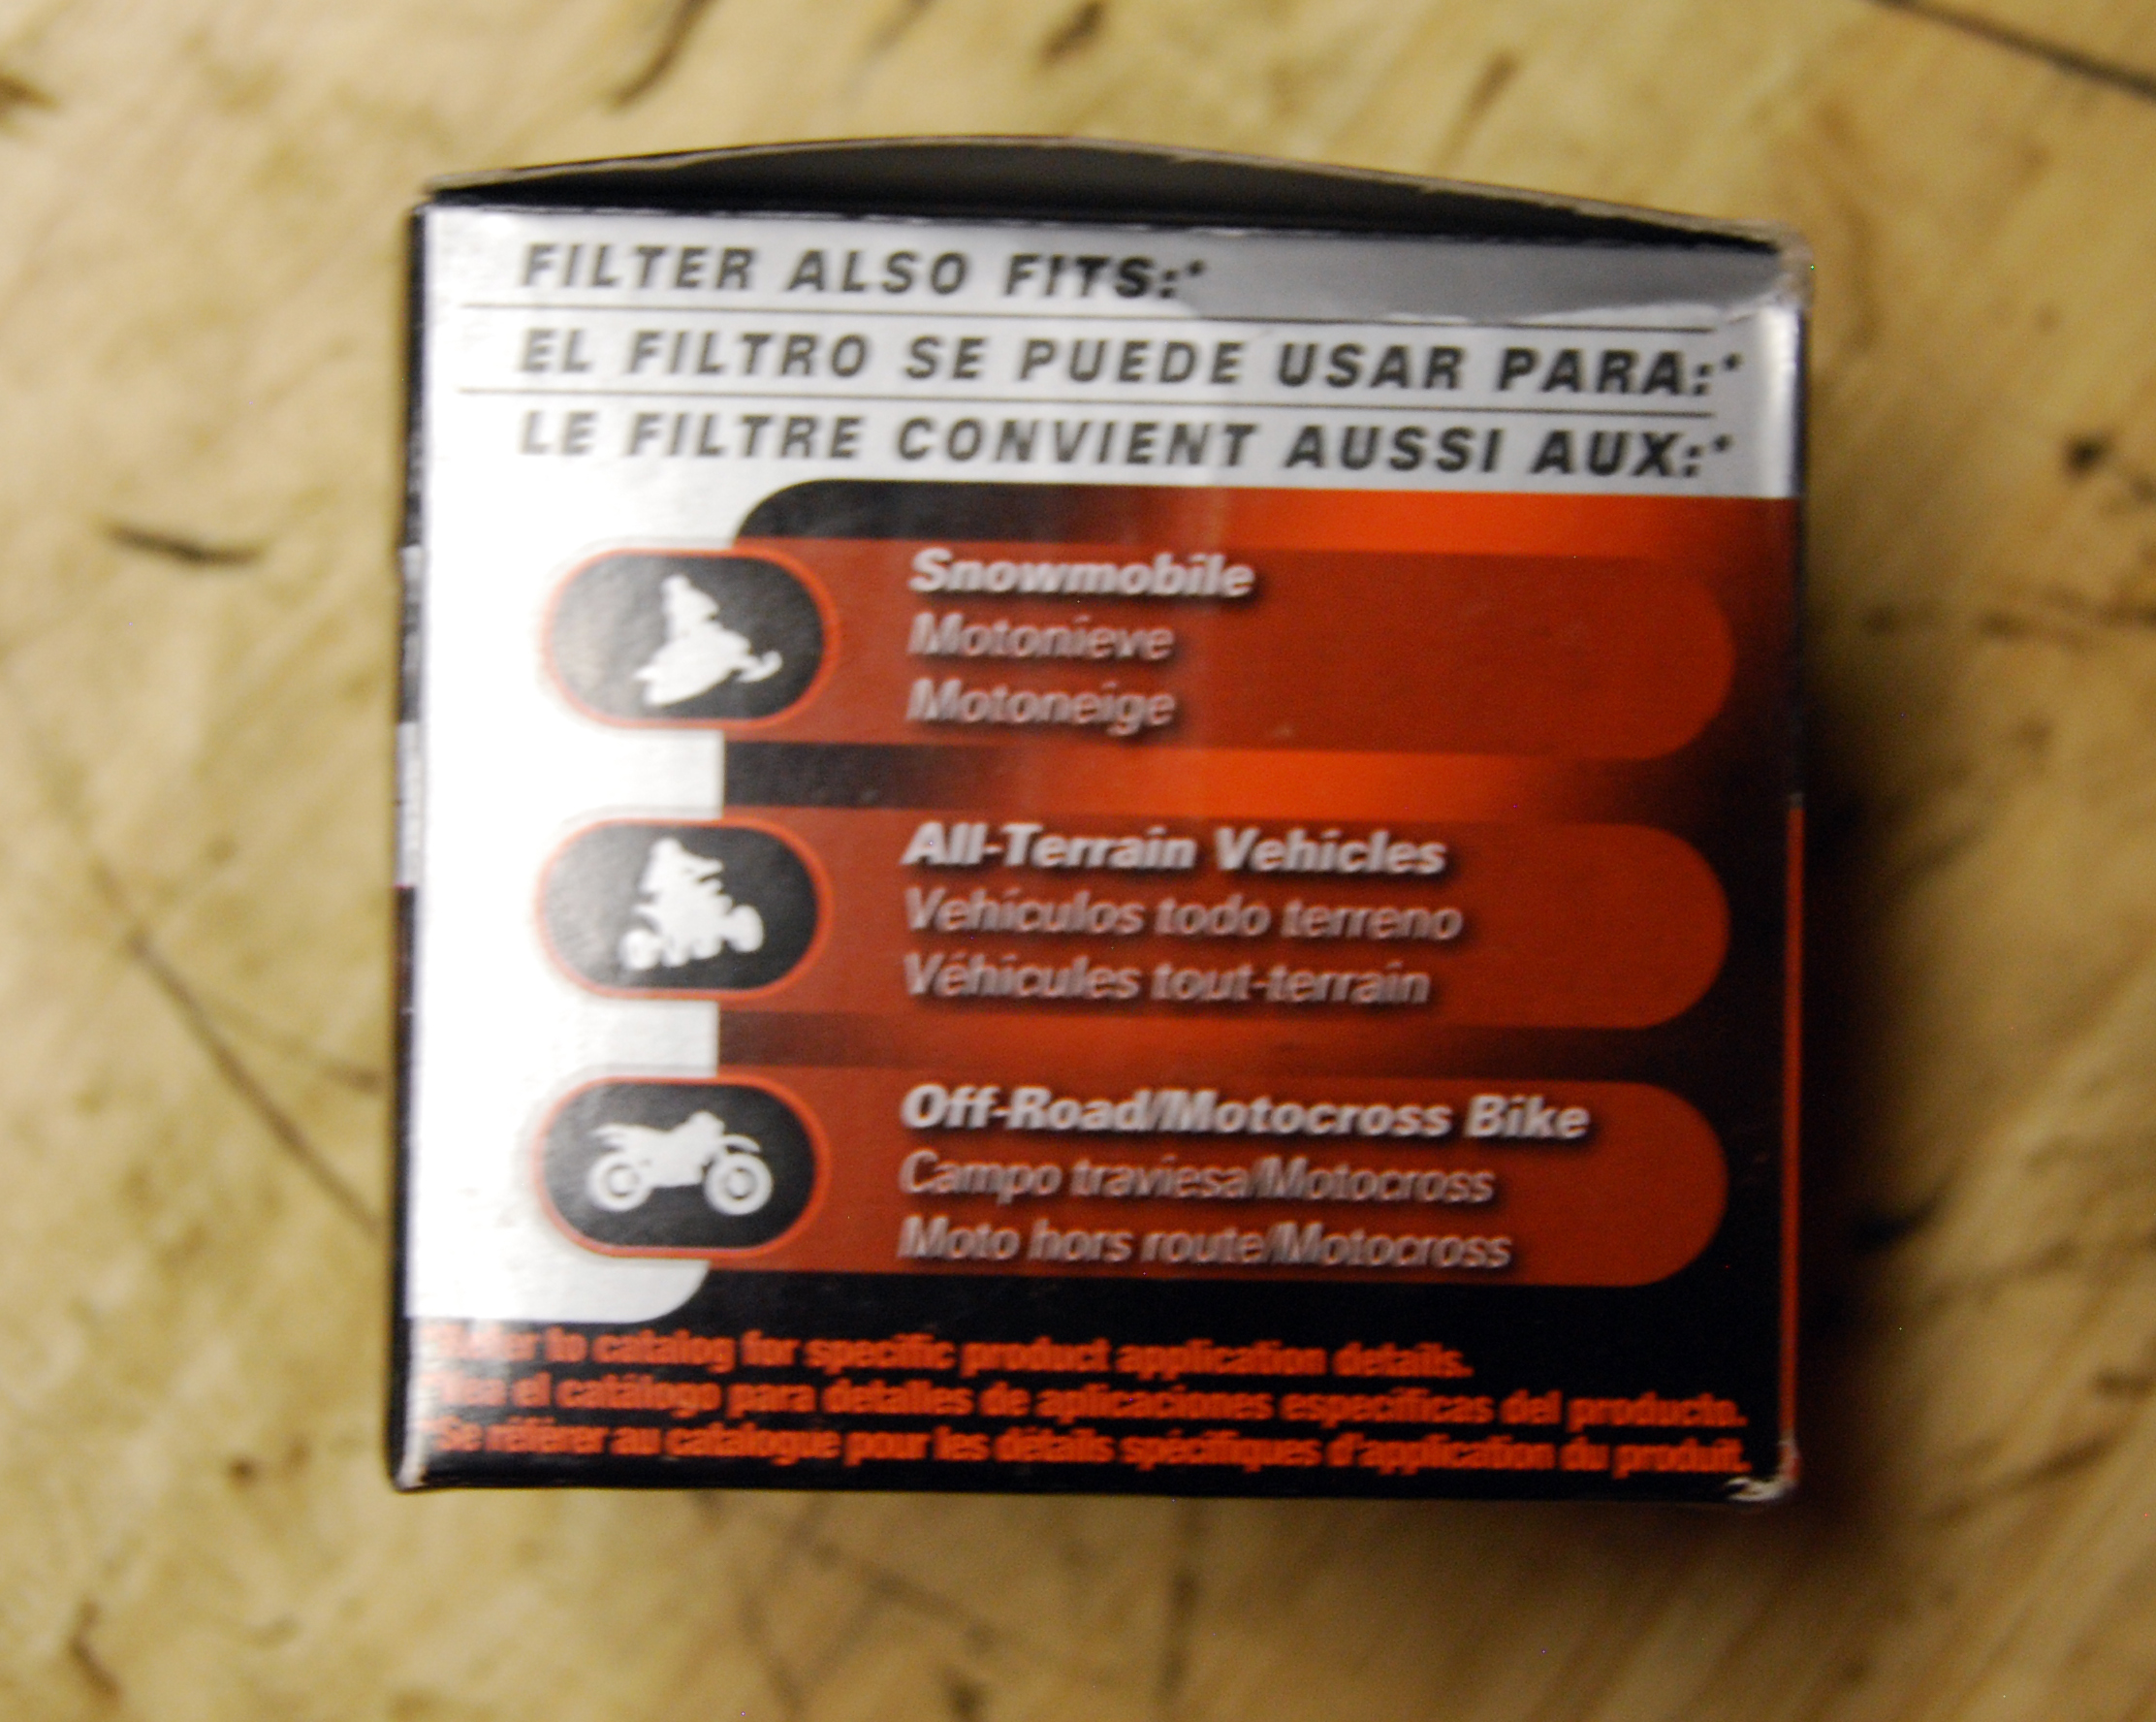 FILTER ALSO FITS:*
EL FILTRO SE PUEDE USAR PARA:*
LE FILTRE CONVIENT AUSSI AUX:*
Snowmobile
Motonieve
Motoneige
All-Terrain Vehicles
Vehículos todo terreno
Véhicules tout-terrain
Off-Road/Motocross Bike
Campo traviesa/Motocross
Moto hors route/Motocross
*Refer to catalog for specific product application details.
*Vea el catálogo para detalles de aplicaciones específicas del producto.
*Se référer au catalogue pour les détails spécifiques d'application du produit.